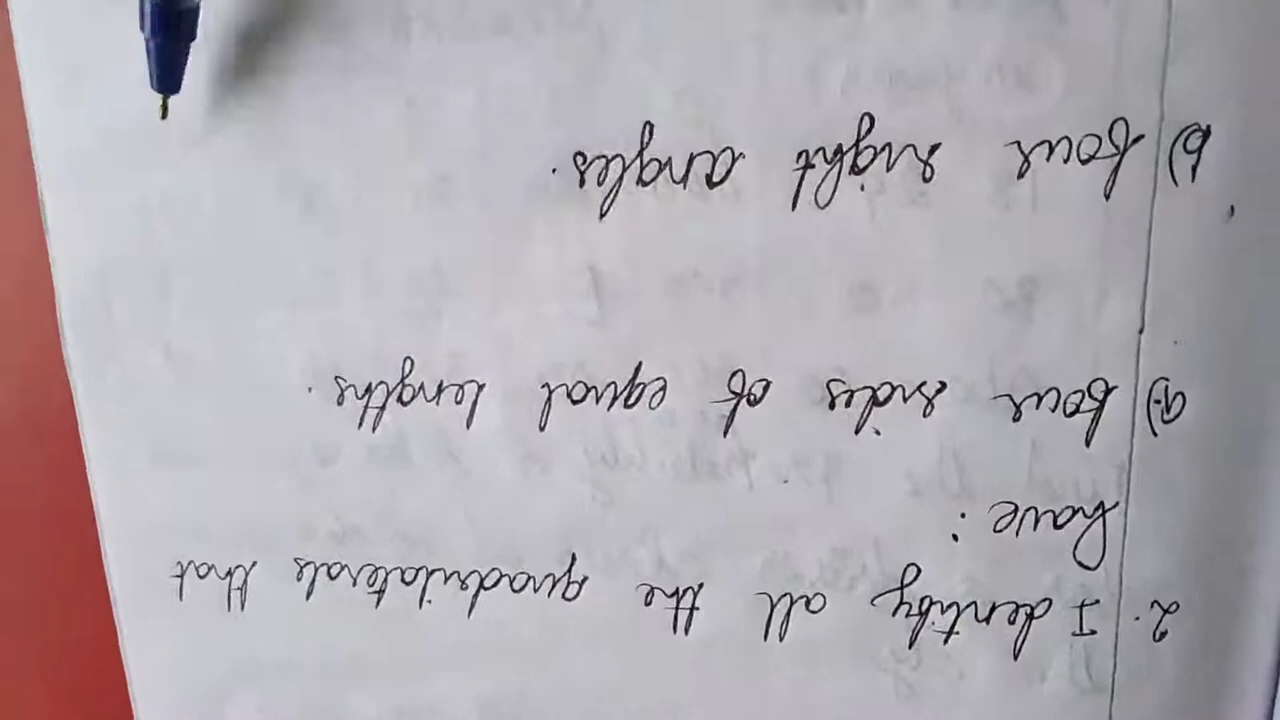 2. Identify all the quadrilaterals that
have :
a.) four sides of equal lengths.
b) four right angles.